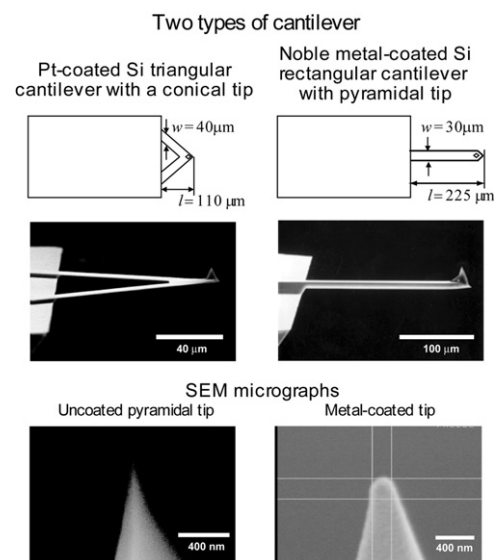 Two types of cantilever
Pt-coated Si triangular
cantilever with a conical tip
Noble metal-coated Si
rectangular cantilever
with pyramidal tip
w=40μm
l=110 μm
w=30μm
l=225 μm
40 μm
100 μm
SEM micrographs
Uncoated pyramidal tip
Metal-coated tip
400 nm
400 nm